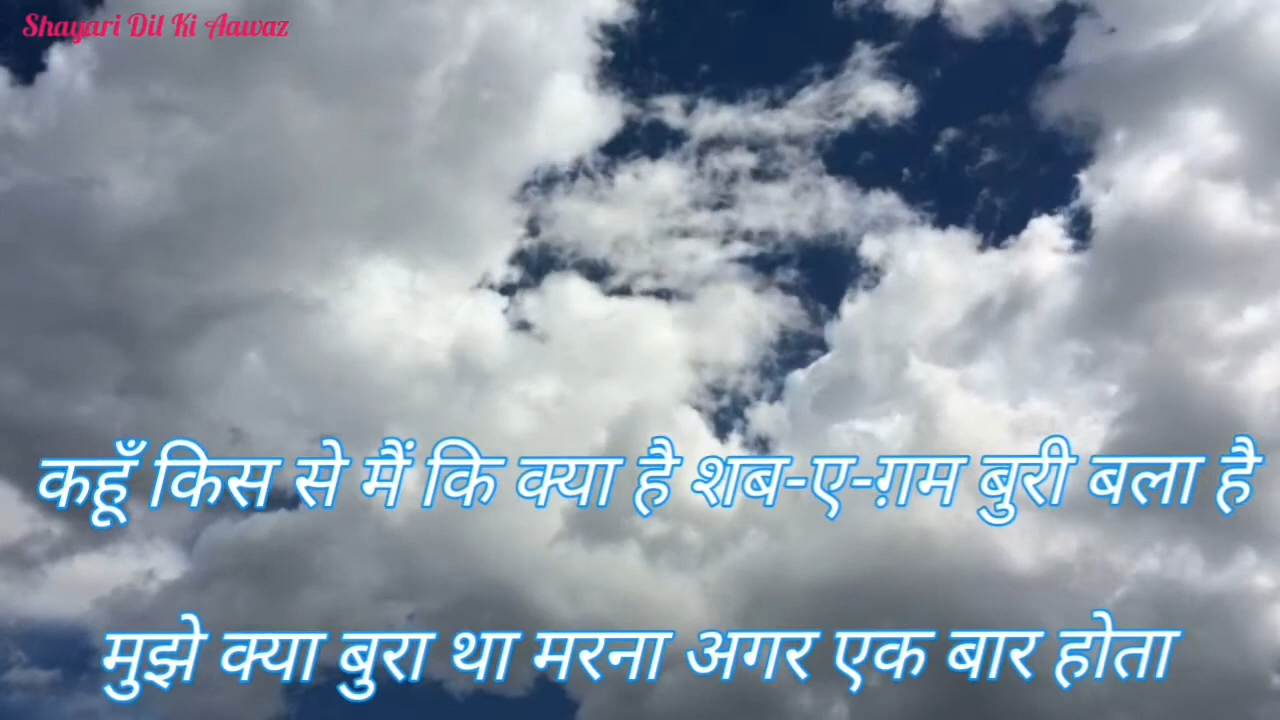 Shayari Dil Ki Aawaz
कहूँ किस से मैं कि क्या है शब-ए-ग़म बुरी बला है
मुझे क्या बुरा था मरना अगर एक बार होता